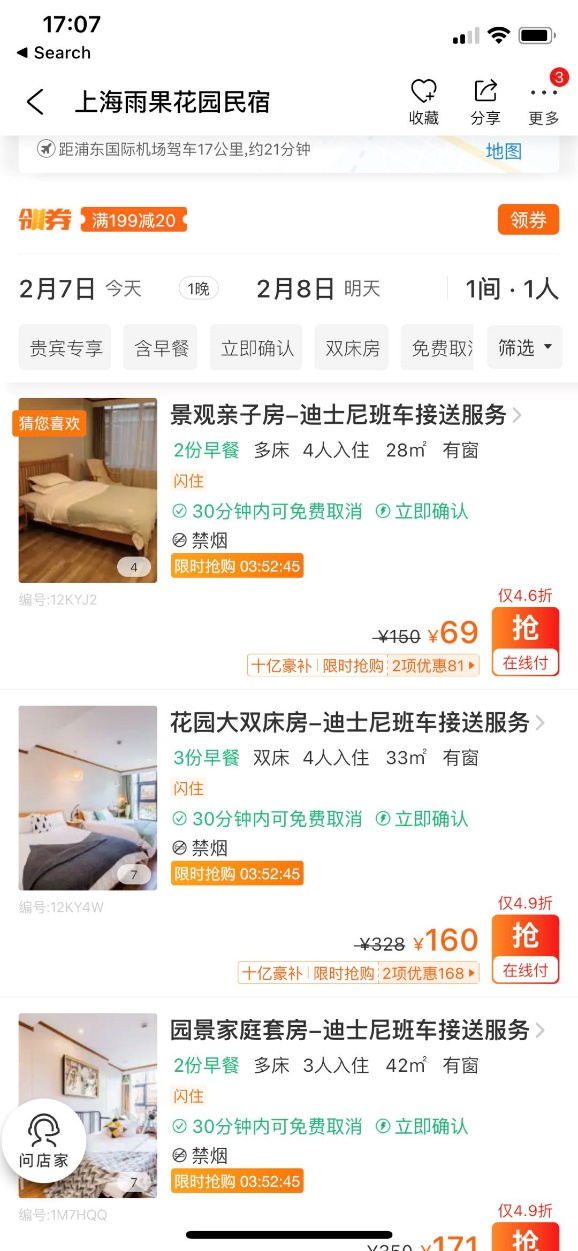 17:07
Search
上海雨果花园民宿
收藏
分享
3
更多
距浦东国际机场驾车17公里,约21分钟
地图
领券
满199减20
领券
2月7日 今天
1晚
2月8日 明天
1间 · 1人
贵宾专享
含早餐
立即确认
双床房
免费取
筛选
猜您喜欢
4
景观亲子房-迪士尼班车接送服务
2份早餐 多床 4人入住 28㎡ 有窗
闪住
30分钟内可免费取消 立即确认
禁烟
限时抢购 03:52:45
编号:12KYJ2
仅4.6折
¥150 ¥69
抢
在线付
十亿豪补 限时抢购 2项优惠81
7
花园大双床房-迪士尼班车接送服务
3份早餐 双床 4人入住 33㎡ 有窗
闪住
30分钟内可免费取消 立即确认
禁烟
限时抢购 03:52:45
编号:12KY4W
仅4.9折
¥328 ¥160
抢
在线付
十亿豪补 限时抢购 2项优惠168
7
园景家庭套房-迪士尼班车接送服务
2份早餐 多床 3人入住 42㎡ 有窗
闪住
30分钟内可免费取消 立即确认
禁烟
限时抢购 03:52:45
问店家
编号:1M7HQQ
仅4.9折
¥350 ¥171
抢